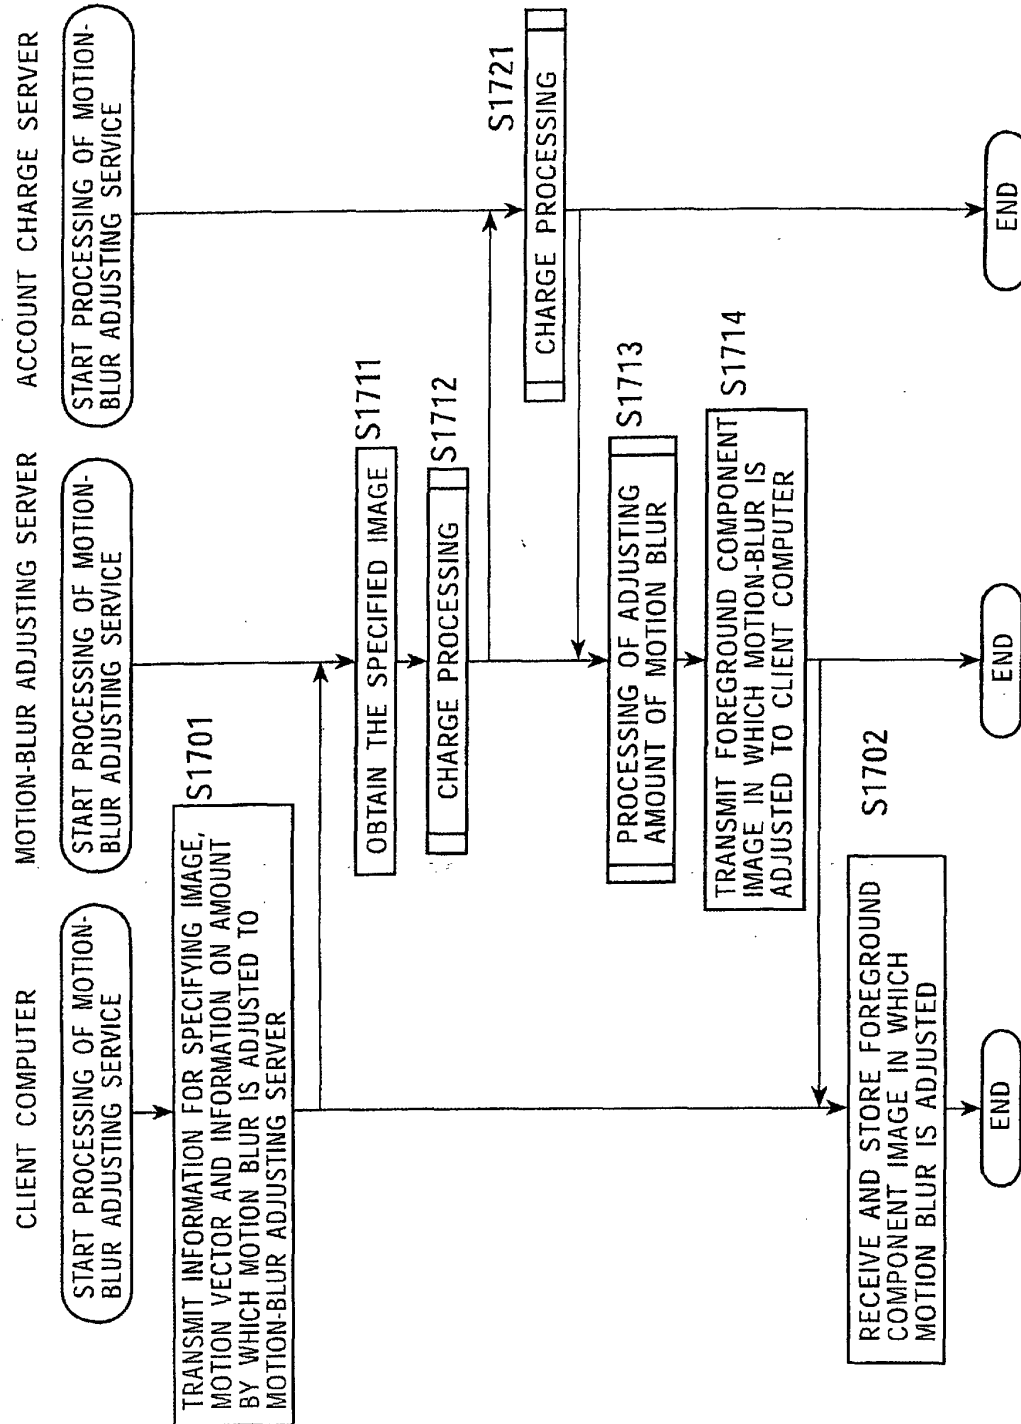 CLIENT COMPUTER
MOTION-BLUR ADJUSTING SERVER
ACCOUNT CHARGE SERVER
START PROCESSING OF MOTION-
BLUR ADJUSTING SERVICE
START PROCESSING OF MOTION-
BLUR ADJUSTING SERVICE
START PROCESSING OF MOTION-
BLUR ADJUSTING SERVICE
S1701
TRANSMIT INFORMATION FOR SPECIFYING IMAGE,
MOTION VECTOR AND INFORMATION ON AMOUNT
BY WHICH MOTION BLUR IS ADJUSTED TO
MOTION-BLUR ADJUSTING SERVER
S1711
OBTAIN THE SPECIFIED IMAGE
S1712
CHARGE PROCESSING
S1721
CHARGE PROCESSING
S1713
PROCESSING OF ADJUSTING
AMOUNT OF MOTION BLUR
S1714
TRANSMIT FOREGROUND COMPONENT
IMAGE IN WHICH MOTION-BLUR IS
ADJUSTED TO CLIENT COMPUTER
S1702
RECEIVE AND STORE FOREGROUND
COMPONENT IMAGE IN WHICH
MOTION BLUR IS ADJUSTED
END
END
END